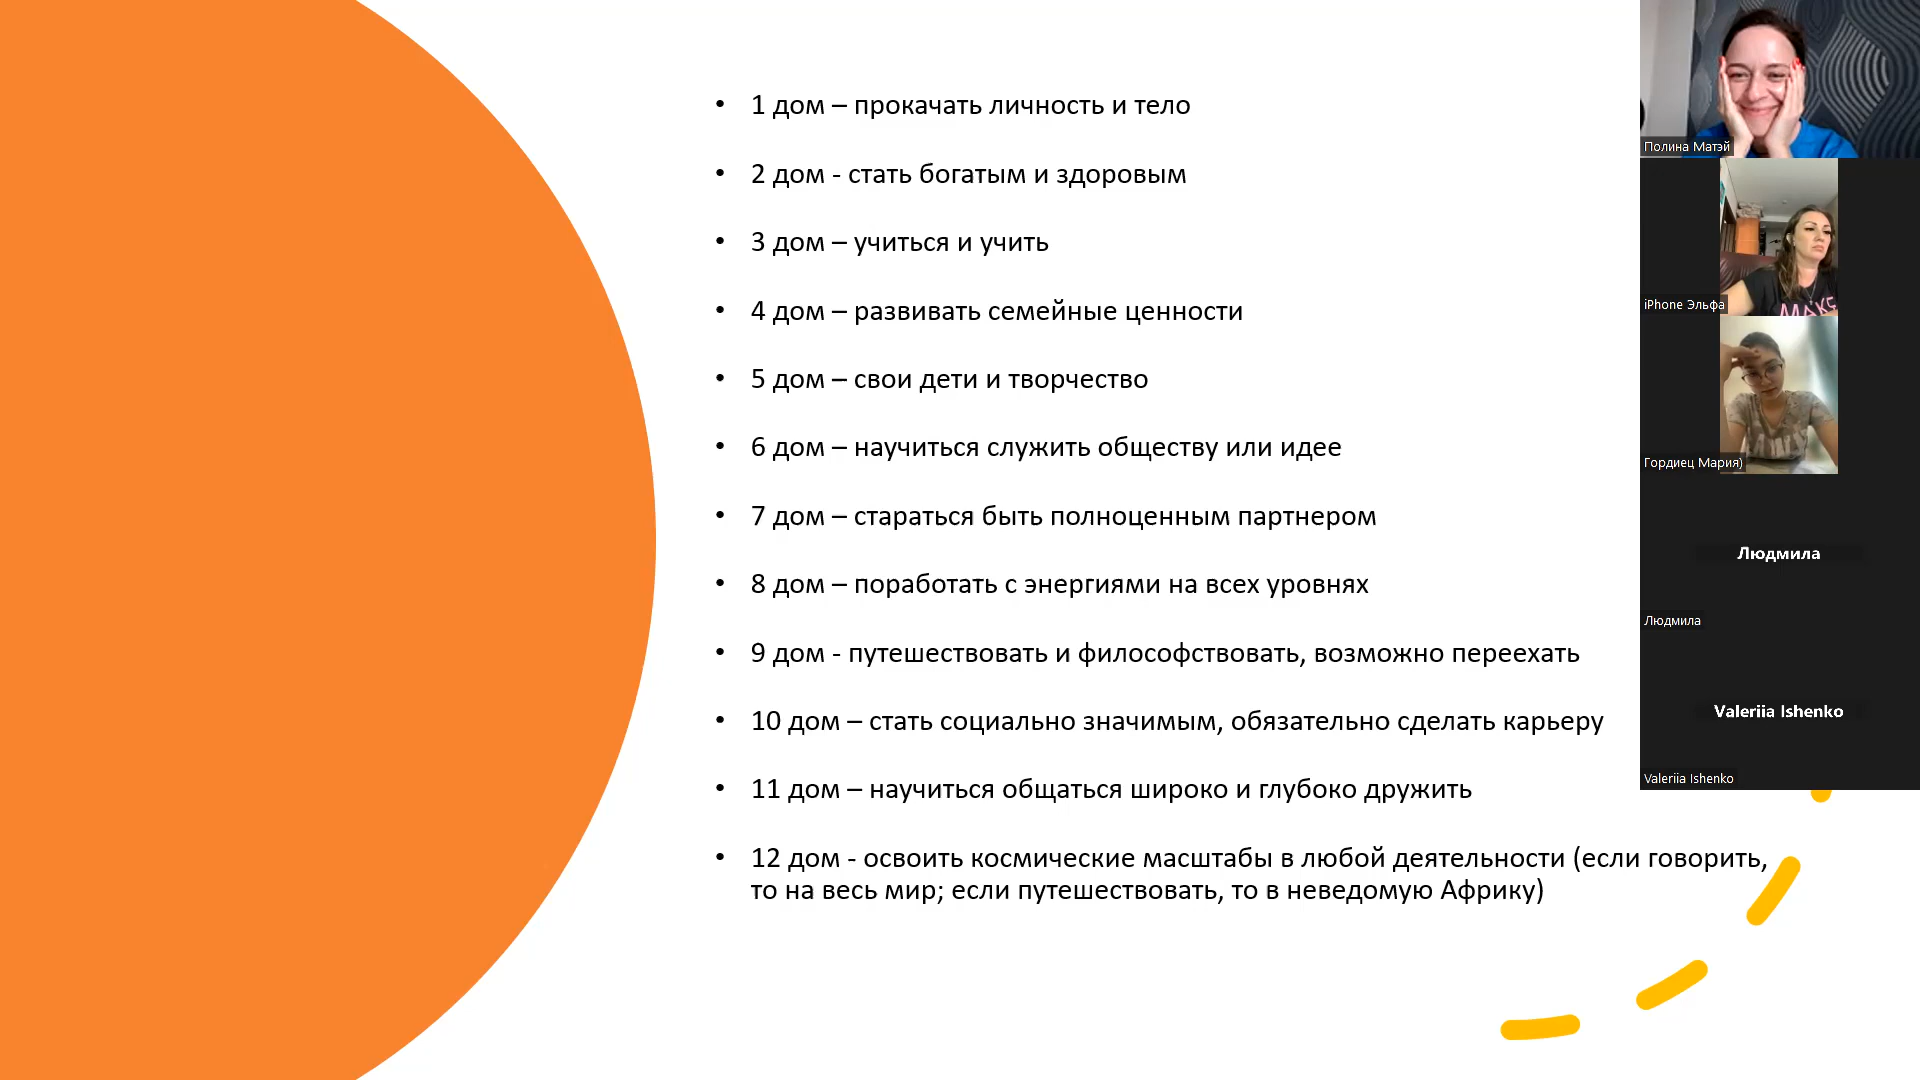 • 1 дом – прокачать личность и тело
• 2 дом - стать богатым и здоровым
• 3 дом – учиться и учить
• 4 дом – развивать семейные ценности
• 5 дом – свои дети и творчество
• 6 дом – научиться служить обществу или идее
• 7 дом – стараться быть полноценным партнером
• 8 дом – поработать с энергиями на всех уровнях
• 9 дом - путешествовать и философствовать, возможно переехать
• 10 дом – стать социально значимым, обязательно сделать карьеру
• 11 дом – научиться общаться широко и глубоко дружить
• 12 дом - освоить космические масштабы в любой деятельности (если говорить,
то на весь мир; если путешествовать, то в неведомую Африку)
Полина Матэй
MAKE
iPhone Эльфа
Гордиец Мария)
Людмила
Людмила
Valeriia Ishenko
Valeriia Ishenko